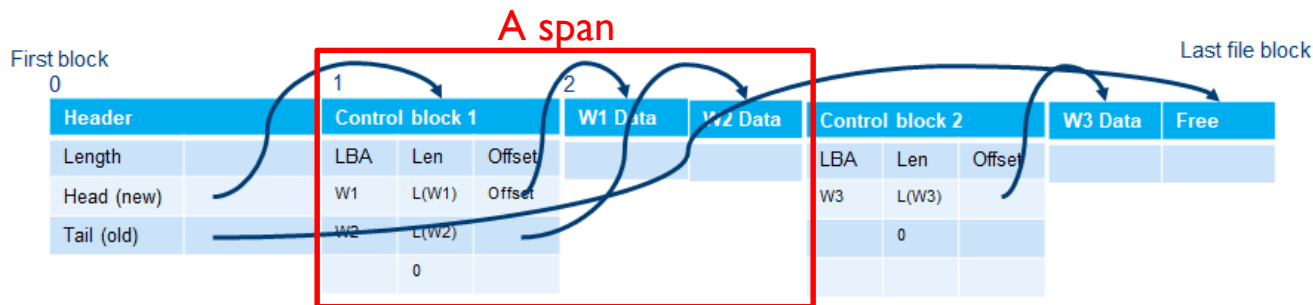 A span
First block
Last file block
0 1 2
Header Control block 1 W1 Data W2 Data Control block 2 W3 Data Free
Length LBA Len Offset LBA Len Offset
Head (new) W1 L(W1) Offset W3 L(W3)
Tail (old) W2 L(W2) 0
0